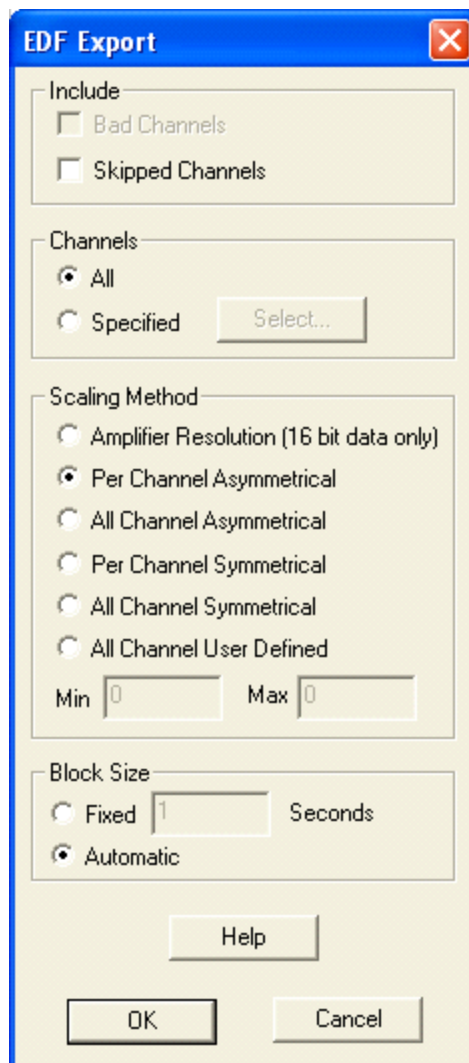 EDF Export
Include
Bad Channels
Skipped Channels
Channels
All
Specified Select...
Scaling Method
Amplifier Resolution (16 bit data only)
Per Channel Asymmetrical
All Channel Asymmetrical
Per Channel Symmetrical
All Channel Symmetrical
All Channel User Defined
Min 0 Max 0
Block Size
Fixed 1 Seconds
Automatic
Help
OK Cancel